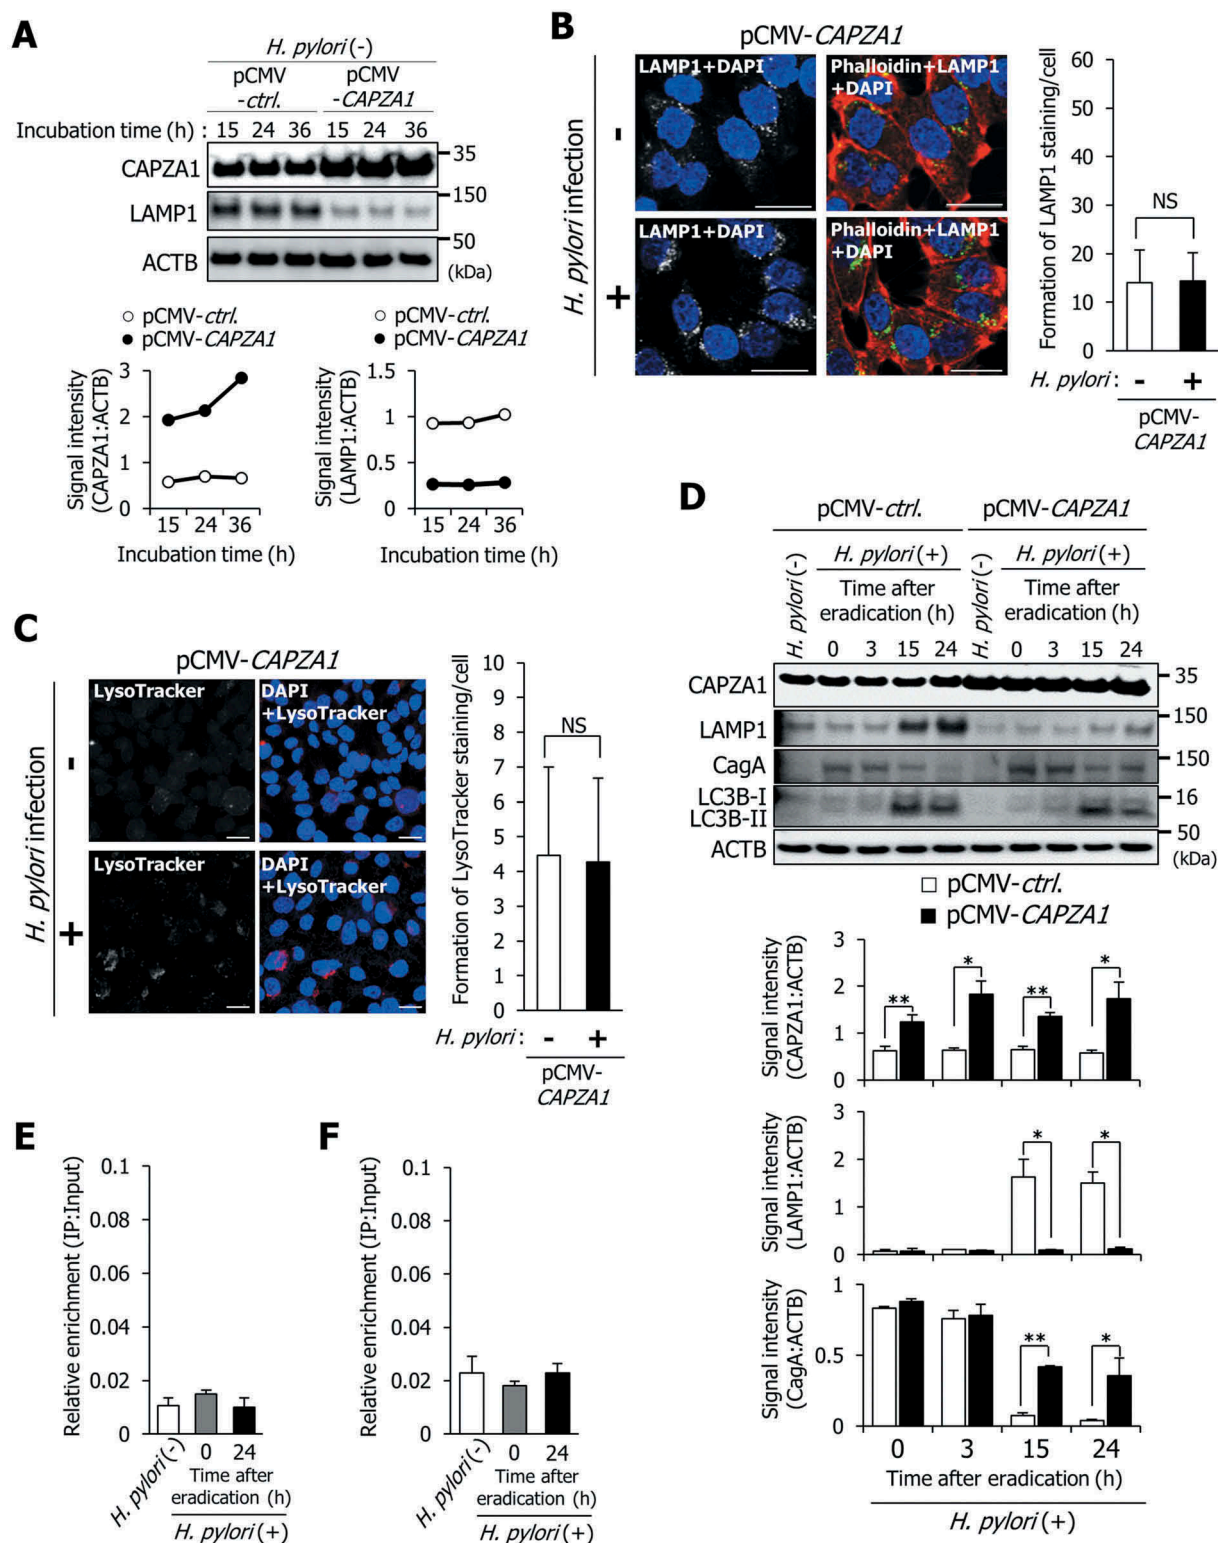 A
H. pylori (-)
pCMV pCMV
-ctrl. -CAPZA1
Incubation time (h) : 15 24 36 15 24 36
CAPZA1
35
LAMP1
150
ACTB
50
(kDa)
pCMV-ctrl.
pCMV-CAPZA1
Signal intensity
(CAPZA1:ACTB)
3
2
1
0
15 24 36
Incubation time (h)
pCMV-ctrl.
pCMV-CAPZA1
Signal intensity
(LAMP1:ACTB)
1.5
1
0.5
0
15 24 36
Incubation time (h)
B
pCMV-CAPZA1
H. pylori infection
-
LAMP1+DAPI
Phalloidin+LAMP1
+DAPI
+
LAMP1+DAPI
Phalloidin+LAMP1
+DAPI
Formation of LAMP1 staining/cell
60
50
40
30
20
10
0
NS
H. pylori : - +
pCMV-
CAPZA1
C
pCMV-CAPZA1
H. pylori infection
-
LysoTracker
DAPI
+LysoTracker
+
LysoTracker
DAPI
+LysoTracker
Formation of LysoTracker staining/cell
10
9
8
7
6
5
4
3
2
1
0
NS
H. pylori : - +
pCMV-
CAPZA1
D
pCMV-ctrl. pCMV-CAPZA1
H. pylori (-)
H. pylori (+)
Time after
eradication (h)
0 3 15 24
H. pylori (-)
H. pylori (+)
Time after
eradication (h)
0 3 15 24
CAPZA1
35
LAMP1
150
CagA
150
LC3B-I
16
LC3B-II
ACTB
50
(kDa)
pCMV-ctrl.
pCMV-CAPZA1
Signal intensity
(CAPZA1:ACTB)
3
2
1
0
** * ** *
Signal intensity
(LAMP1:ACTB)
3
2
1
0
* *
Signal intensity
(CagA:ACTB)
1
0.5
0
** *
0 3 15 24
Time after eradication (h)
H. pylori (+)
E
Relative enrichment (IP:Input)
0.1
0.08
0.06
0.04
0.02
0
H. pylori (-)
0 24
Time after
eradication (h)
H. pylori (+)
F
Relative enrichment (IP:Input)
0.1
0.08
0.06
0.04
0.02
0
H. pylori (-)
0 24
Time after
eradication (h)
H. pylori (+)